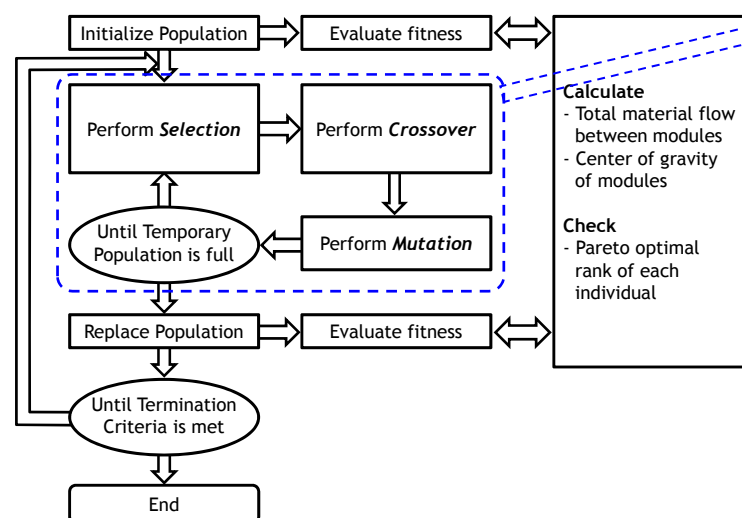 Initialize Population
Evaluate fitness
Perform Selection
Perform Crossover
Until Temporary
Population is full
Perform Mutation
Replace Population
Evaluate fitness
Until Termination
Criteria is met
End
Calculate
- Total material flow
between modules
- Center of gravity
of modules
Check
- Pareto optimal
rank of each
individual